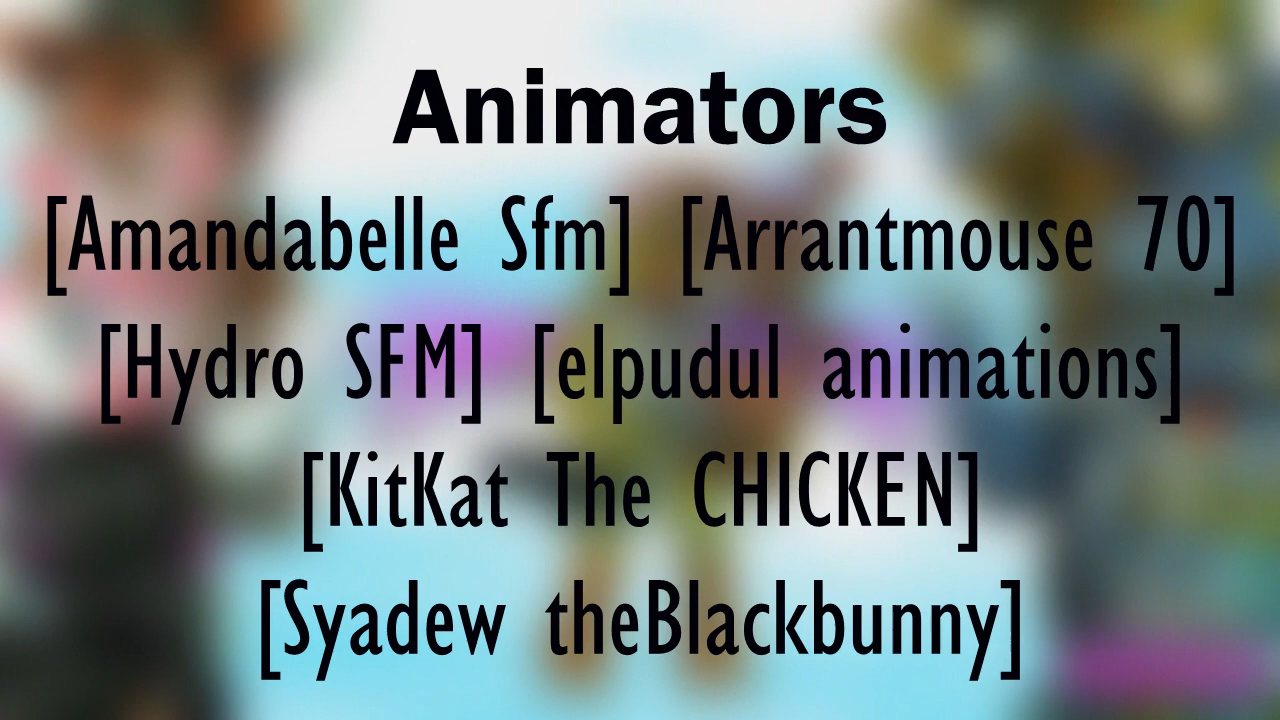 Animators
[Amandabelle Sfm] [Arrantmouse 70]
[Hydro SFM] [elpudul animations]
[KitKat The CHICKEN]
[Syadew theBlackbunny]